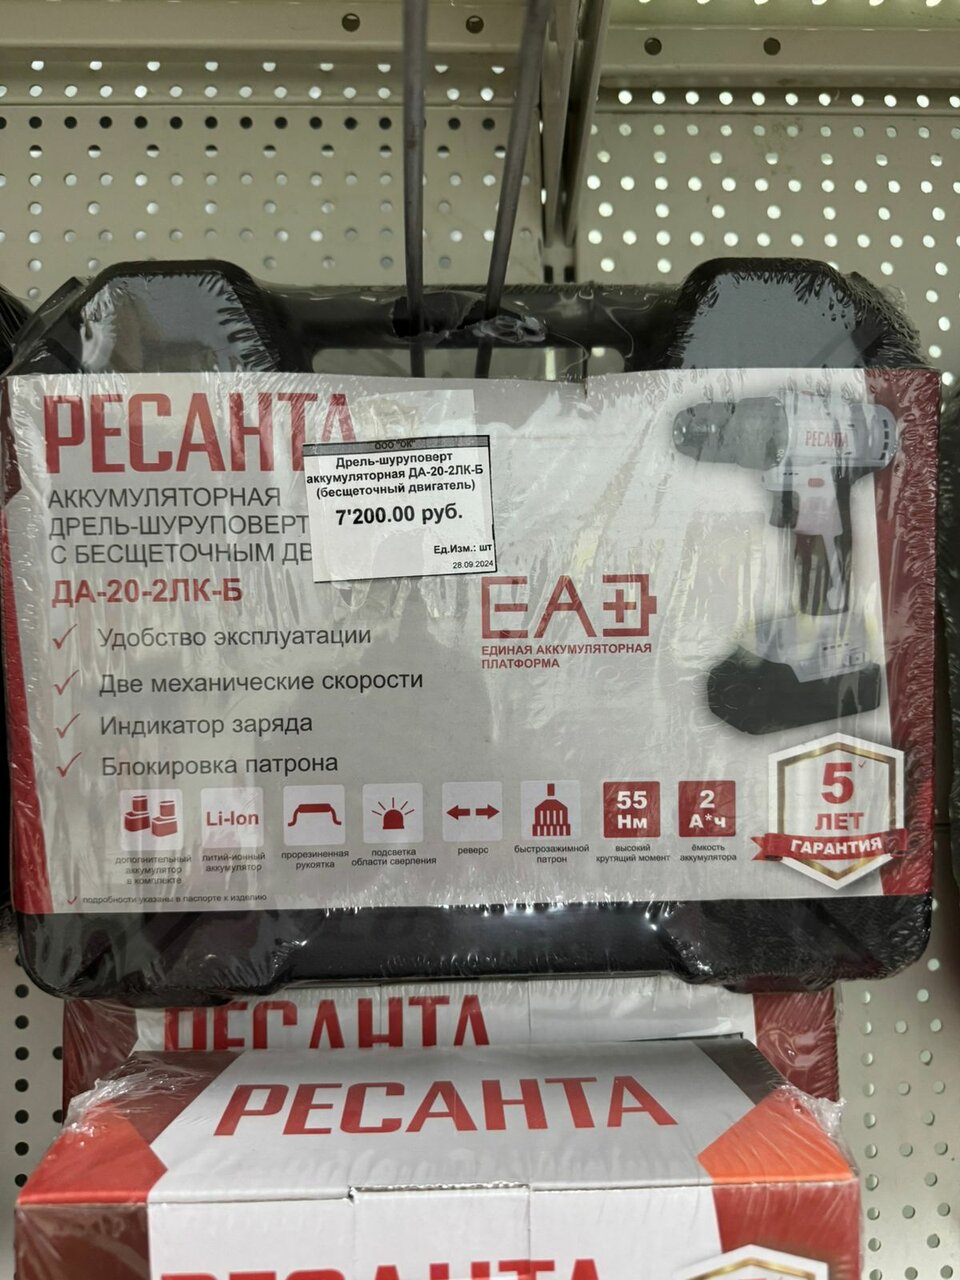 РЕСАНТА
ООО "ОК"
Дрель-шуруповерт
аккумуляторная ДА-20-2ЛК-Б
(бесщеточный двигатель)
7'200.00 руб.
Ед.Изм.: шт
28.09.2024
АККУМУЛЯТОРНАЯ
ДРЕЛЬ-ШУРУПОВЕРТ
С БЕСЩЕТОЧНЫМ ДВ
ДА-20-2ЛК-Б
Удобство эксплуатации
Две механические скорости
Индикатор заряда
Блокировка патрона
РЕСАНТА
ЕАЭ
ЕДИНАЯ АККУМУЛЯТОРНАЯ
ПЛАТФОРМА
дополнительный
аккумулятор
в комплекте
Li-Ion
литий-ионный
аккумулятор
прорезиненная
рукоятка
подсветка
области сверления
реверс
быстрозажимной
патрон
55
Нм
высокий
крутящий момент
2
А*ч
ёмкость
аккумулятора
5
ЛЕТ
ГАРАНТИЯ
подробности указаны в паспорте к изделию
РЕСАНТА
РЕСАНТА
РЕСАНТА